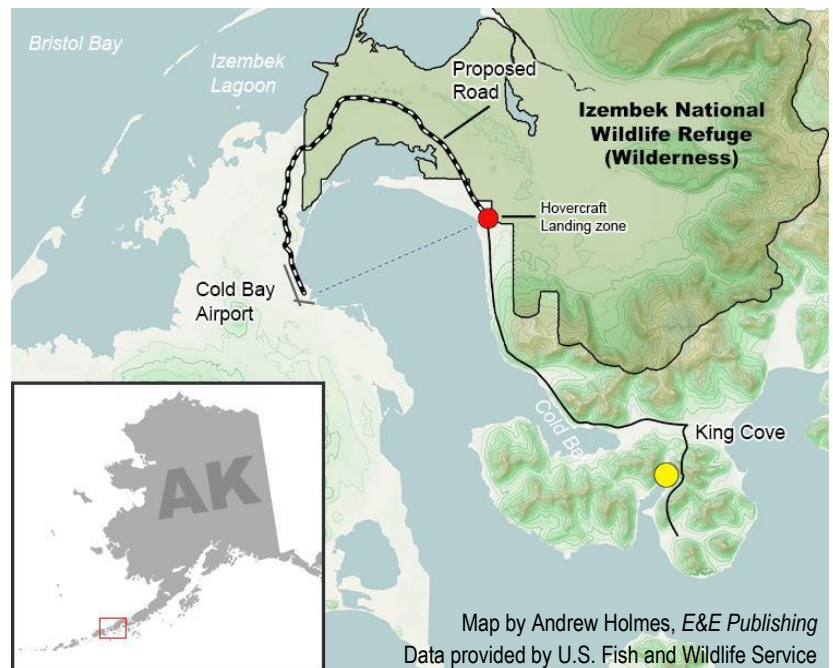 Bristol Bay
Izembek
Lagoon
Proposed
Road
Izembek National
Wildlife Refuge
(Wilderness)
Hovercraft
Landing zone
Cold Bay
Airport
Cold Ba
King Cove
AK
Map by Andrew Holmes, E&E Publishing
Data provided by U.S. Fish and Wildlife Service